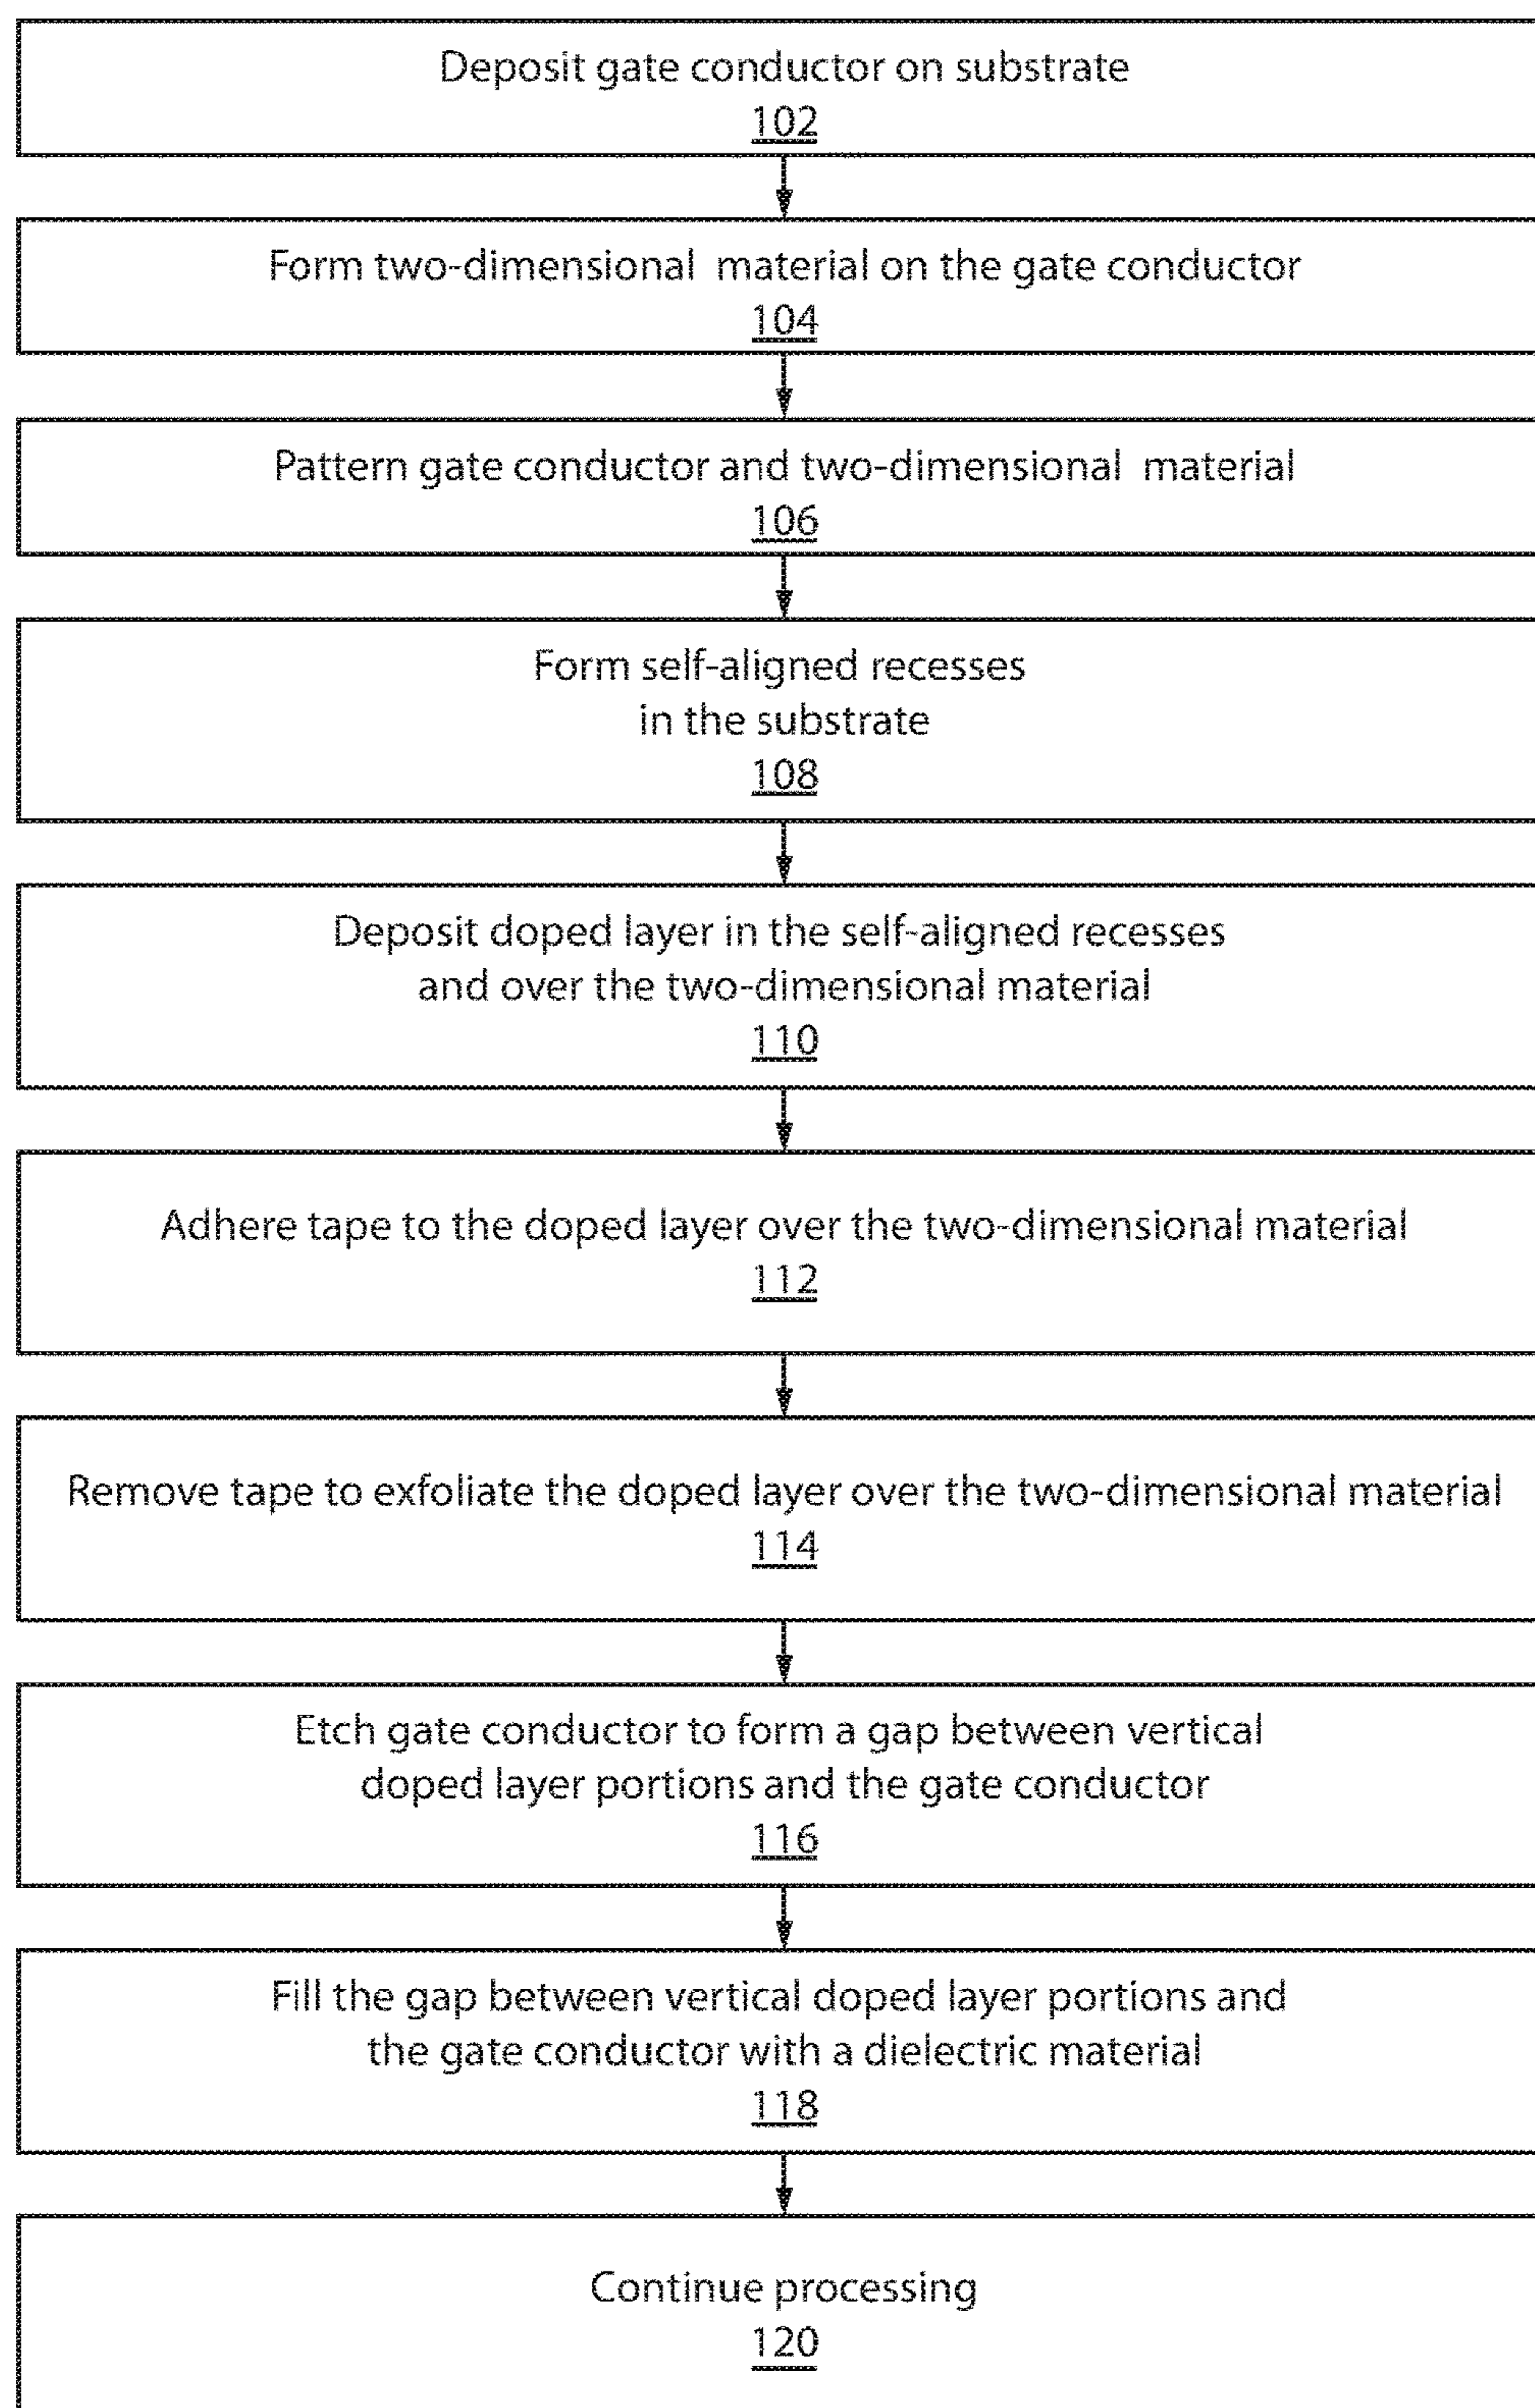 Deposit gate conductor on substrate
102
Form two-dimensional material on the gate conductor
104
Pattern gate conductor and two-dimensional material
106
Form self-aligned recesses
in the substrate
108
Deposit doped layer in the self-aligned recesses
and over the two-dimensional material
110
Adhere tape to the doped layer over the two-dimensional material
112
Remove tape to exfoliate the doped layer over the two-dimensional material
114
Etch gate conductor to form a gap between vertical
doped layer portions and the gate conductor
116
Fill the gap between vertical doped layer portions and
the gate conductor with a dielectric material
118
Continue processing
120